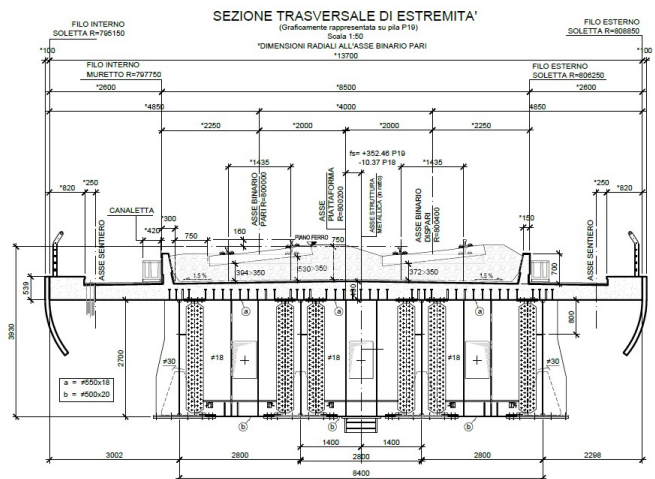 SEZIONE TRASVERSALE DI ESTREMITA'
(Graficamente rappresentata su pila P19)
Scala 1:50
*DIMENSIONI RADIALI ALL'ASSE BINARIO PARI
FILO INTERNO
SOLETTA R=795150
FILO ESTERNO
SOLETTA R=808850
*100
*13700
*100
FILO INTERNO
MURETTO R=797750
FILO ESTERNO
SOLETTA R=806250
*2600
*8500
*2600
*4850
*4000
4850
*2250
*2000
*2000
*2250
fs= +352.46 P19
-10.37 P18
*1435
*1435
*820
*250
CANALETTA
*420
*300
750
160
ASSE SENTIERO
ASSE BINARIO
PARI R=800000
ASSE
PIATTAFORMA
R=800200
ASSE STRUTTURA
METALLICA (in retto)
ASSE BINARIO
DISPARI
PIANO FERRO
750
*150
*250
*820
ASSE SENTIERO
1.5 %
394>350
530>350
372>350
1.5 %
700
539
3930
2700
800
a
a
≠30
≠18
≠18
≠18
≠30
a = ≠550x18
b = ≠500x20
b
b
1400
1400
3002
2800
2800
2800
2298
8400